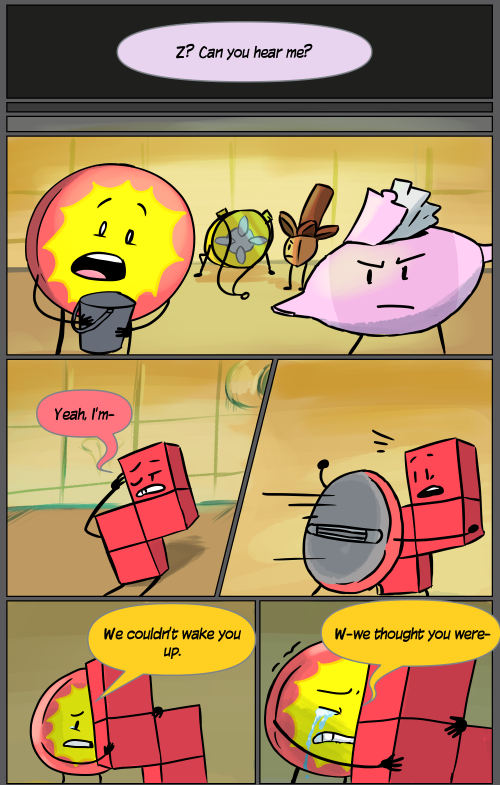 Z? Can you hear me?
Yeah, I'm-
We couldn't wake you
up.
W-we thought you were-